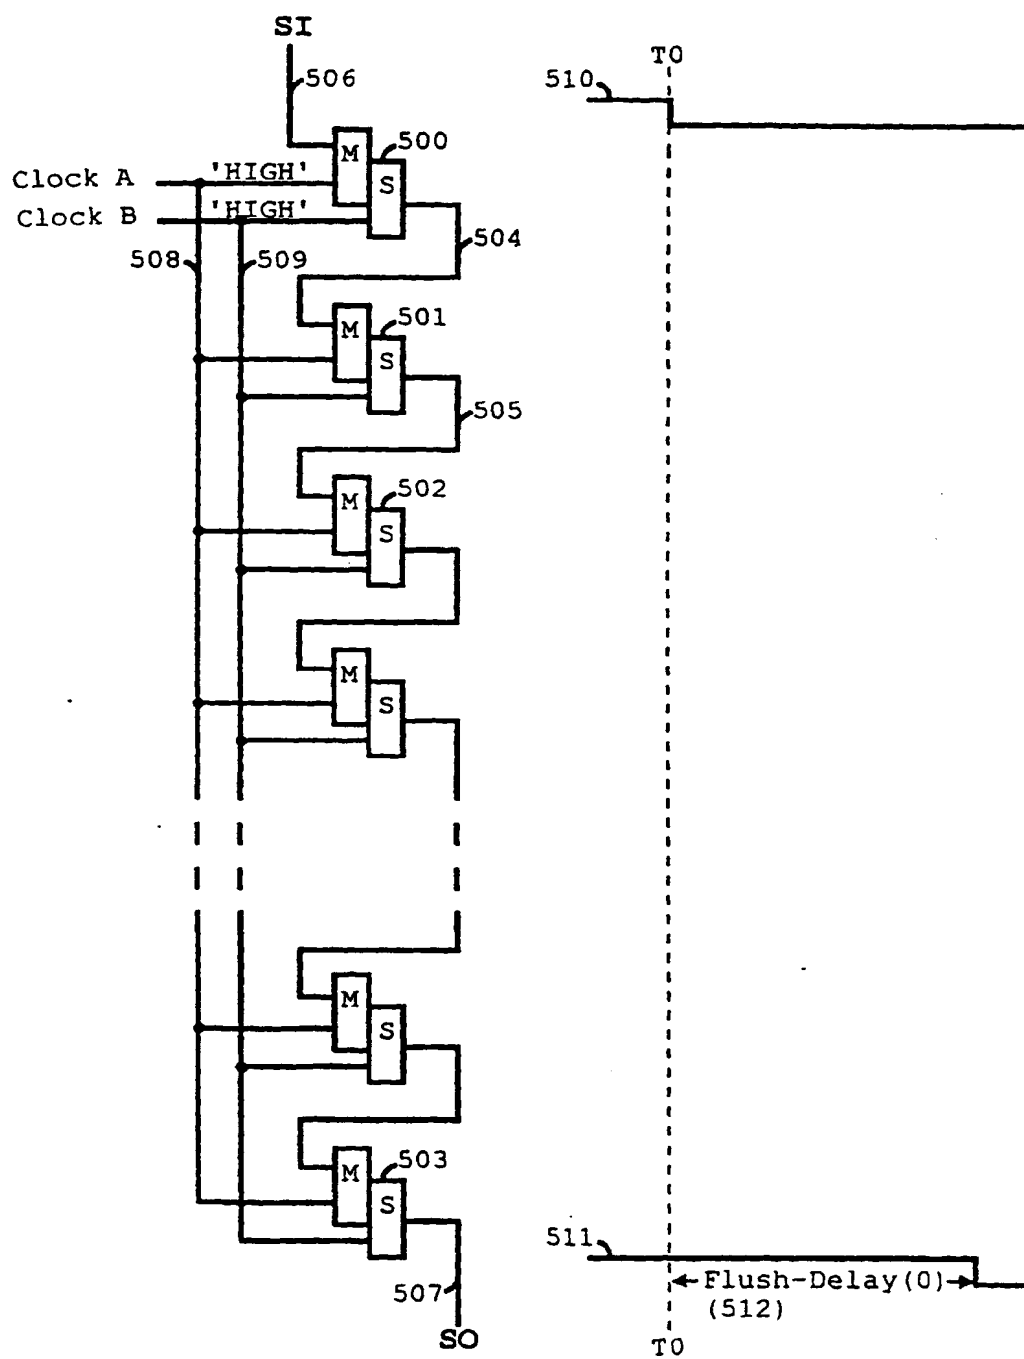 SI
506
T0
510
M
500
S
Clock A
'HIGH'
Clock B
'HIGH'
504
508
509
M
501
S
505
M
502
S
M
S
M
S
M
503
S
511
507
Flush-Delay(0)
(512)
SO
T0